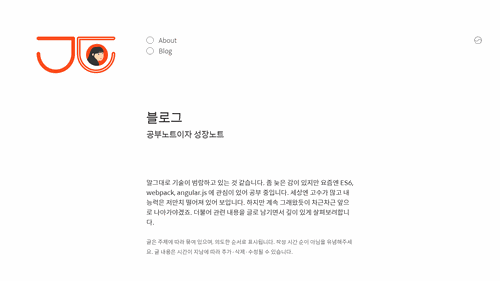 About
Blog
블로그
공부노트이자 성장노트
말그대로 기술이 범람하고 있는 것 같습니다. 좀 늦은 감이 있지만 요즘엔 ES6,
webpack, angular.js 에 관심이 있어 공부 중입니다. 세상엔 고수가 많고 내
능력은 저만치 떨어져 있어 보입니다. 하지만 계속 그래왔듯이 차근차근 앞으
로 나아가야겠죠. 더불어 관련 내용을 글로 남기면서 깊이 있게 살펴보려합니
다.
글은 주제에 따라 묶여 있으며, 의도한 순서로 표시됩니다. 작성 시간 순이 아님을 유념해주세
요. 글 내용은 시간이 지남에 따라 추가·삭제·수정될 수 있습니다.